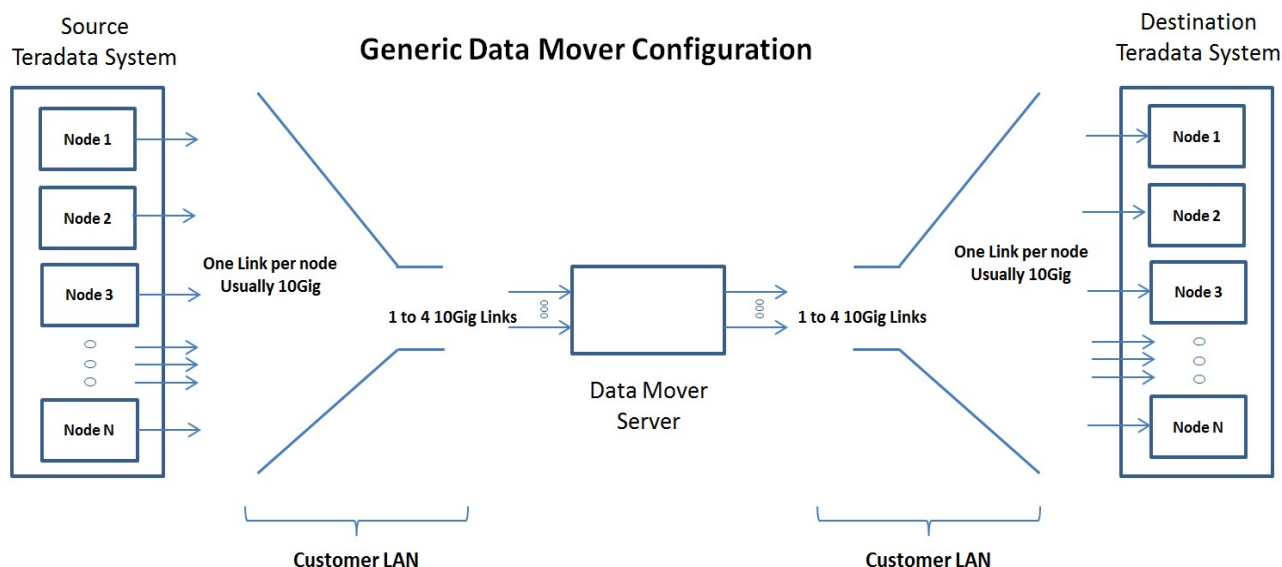 Source
Teradata System
Generic Data Mover Configuration
Destination
Teradata System
Node 1
Node 2
Node 3
Node N
One Link per node
Usually 10Gig
1 to 4 10Gig Links
Data Mover
Server
1 to 4 10Gig Links
One Link per node
Usually 10Gig
Node 1
Node 2
Node 3
Node N
Customer LAN
Customer LAN